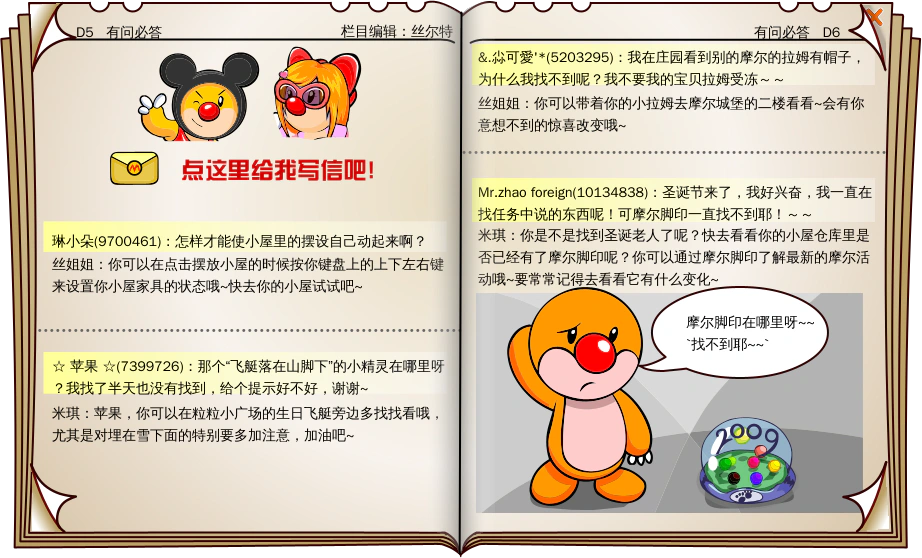 D5 有问必答
栏目编辑：丝尔特
点这里给我写信吧!
琳小朵(9700461)：怎样才能使小屋里的摆设自己动起来啊？
丝姐姐：你可以在点击摆放小屋的时候按你键盘上的上下左右键
来设置你小屋家具的状态哦~快去你的小屋试试吧~
☆ 苹果 ☆(7399726)：那个“飞艇落在山脚下”的小精灵在哪里呀
？我找了半天也没有找到，给个提示好不好，谢谢~
米琪：苹果，你可以在粒粒小广场的生日飞艇旁边多找找看哦，
尤其是对埋在雪下面的特别要多加注意，加油吧~
有问必答 D6
&.尛可愛'*(5203295)：我在庄园看到别的摩尔的拉姆有帽子，
为什么我找不到呢？我不要我的宝贝拉姆受冻～～
丝姐姐：你可以带着你的小拉姆去摩尔城堡的二楼看看~会有你
意想不到的惊喜改变哦~
Mr.zhao foreign(10134838)：圣诞节来了，我好兴奋，我一直在
找任务中说的东西呢！可摩尔脚印一直找不到耶！～～
米琪：你是不是找到圣诞老人了呢？快去看看你的小屋仓库里是
否已经有了摩尔脚印呢？你可以通过摩尔脚印了解最新的摩尔活
动哦~要常常记得去看看它有什么变化~
摩尔脚印在哪里呀~~
`找不到耶~~`
2009